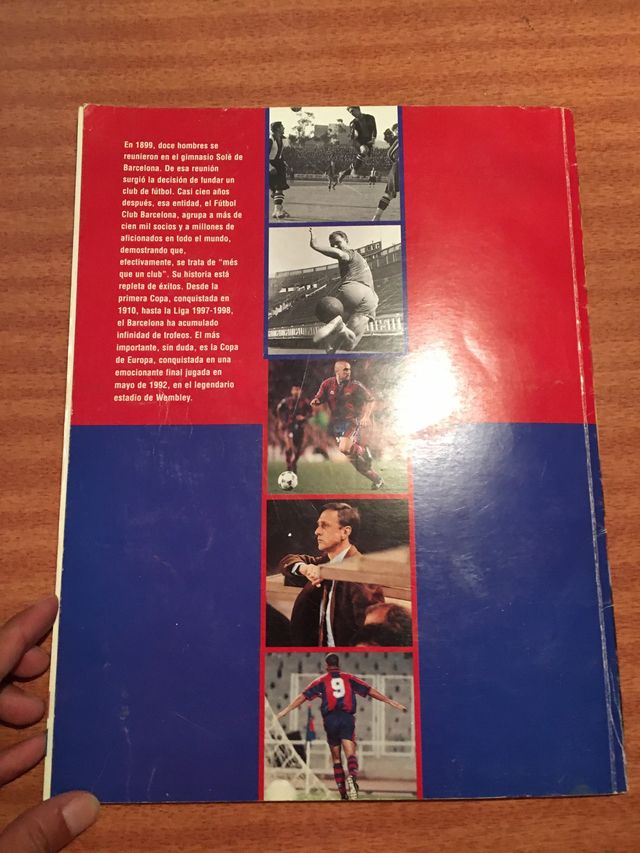 En 1899, doce hombres se
reunieron en el gimnasio Solé de
Barcelona. De esa reunión
surgió la decisión de fundar un
club de fútbol. Casi cien años
después, esa entidad, el Fútbol
Club Barcelona, agrupa a más de
cien mil socios y a millones de
aficionados en todo el mundo,
demostrando que,
efectivamente, se trata de "més
que un club". Su historia está
repleta de éxitos. Desde la
primera Copa, conquistada en
1910, hasta la Liga 1997-1998,
el Barcelona ha acumulado
infinidad de trofeos. El más
importante, sin duda, es la Copa
de Europa, conquistada en una
emocionante final jugada en
mayo de 1992, en el legendario
estadio de Wembley.
9